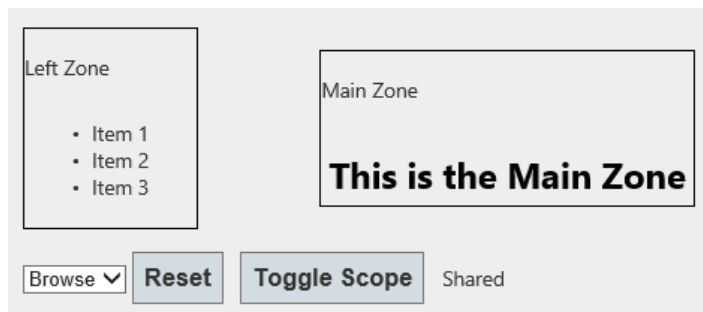 Left Zone
• Item 1
• Item 2
• Item 3
Main Zone
This is the Main Zone
Browse Reset Toggle Scope Shared